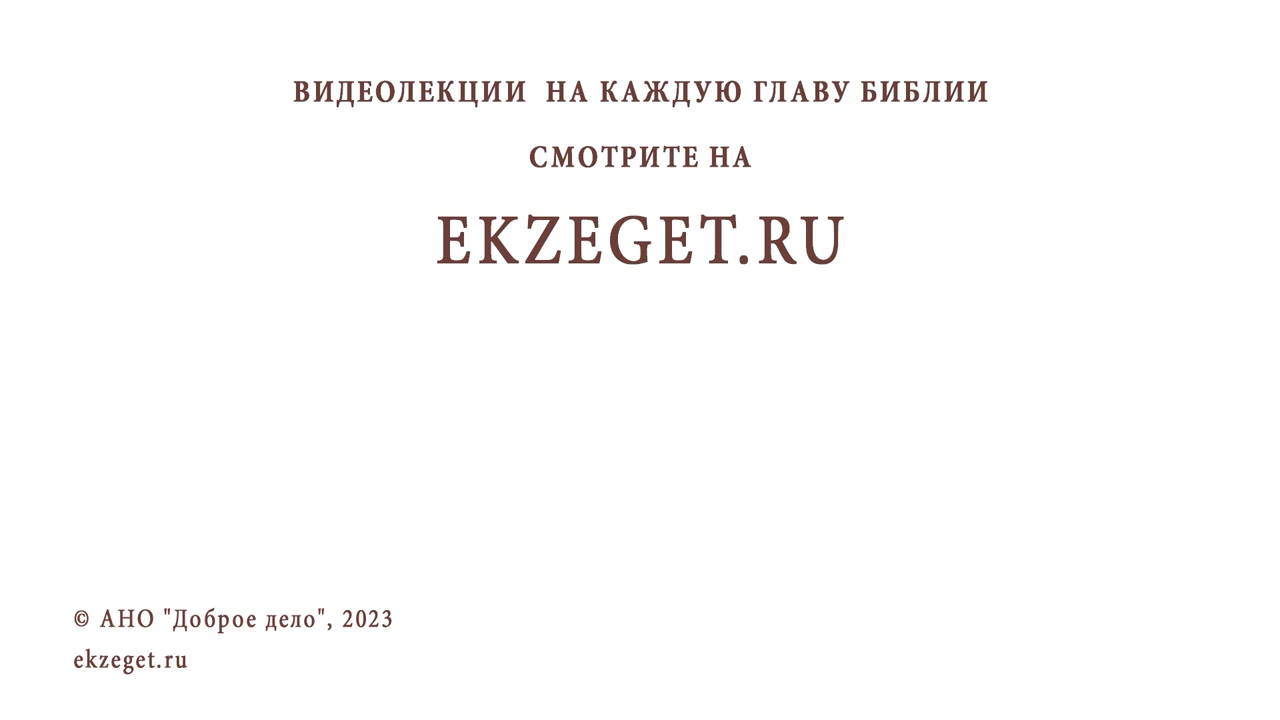 ВИДЕОЛЕКЦИИ НА КАЖДУЮ ГЛАВУ БИБЛИИ
СМОТРИТЕ НА
EKZEGET.RU
© АНО "Доброе дело", 2023
ekzeget.ru